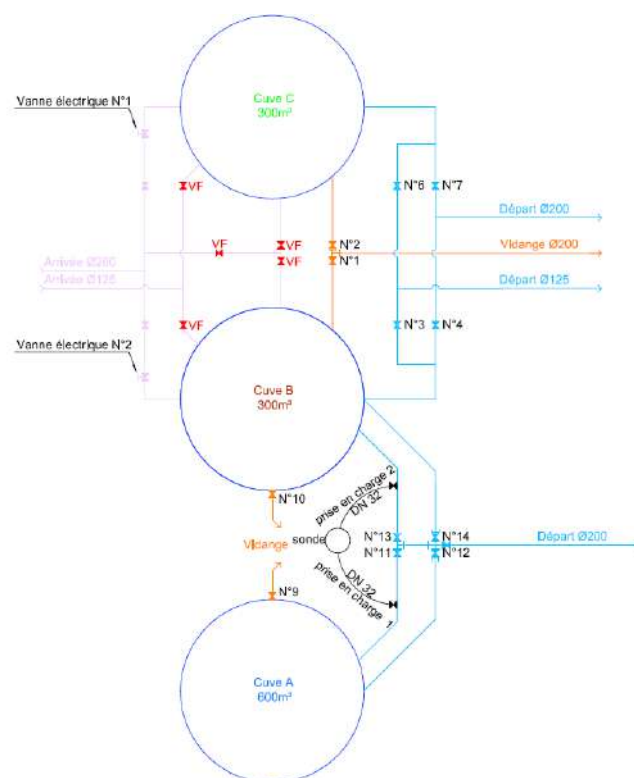 Cuve C
300m³
Vanne électrique N°1
VF
N°6
N°7
Départ Ø200
VF
VF
N°2
Vidange Ø200
Arrivée Ø200
VF
N°1
Arrivée Ø125
Départ Ø125
VF
N°3
N°4
Vanne électrique N°2
Cuve B
300m³
N°10
prise en charge 2
DN 32
Vidange
sonde
N°13
N°14
Départ Ø200
N°11
N°12
DN 32
prise en charge 1
N°9
Cuve A
600m³